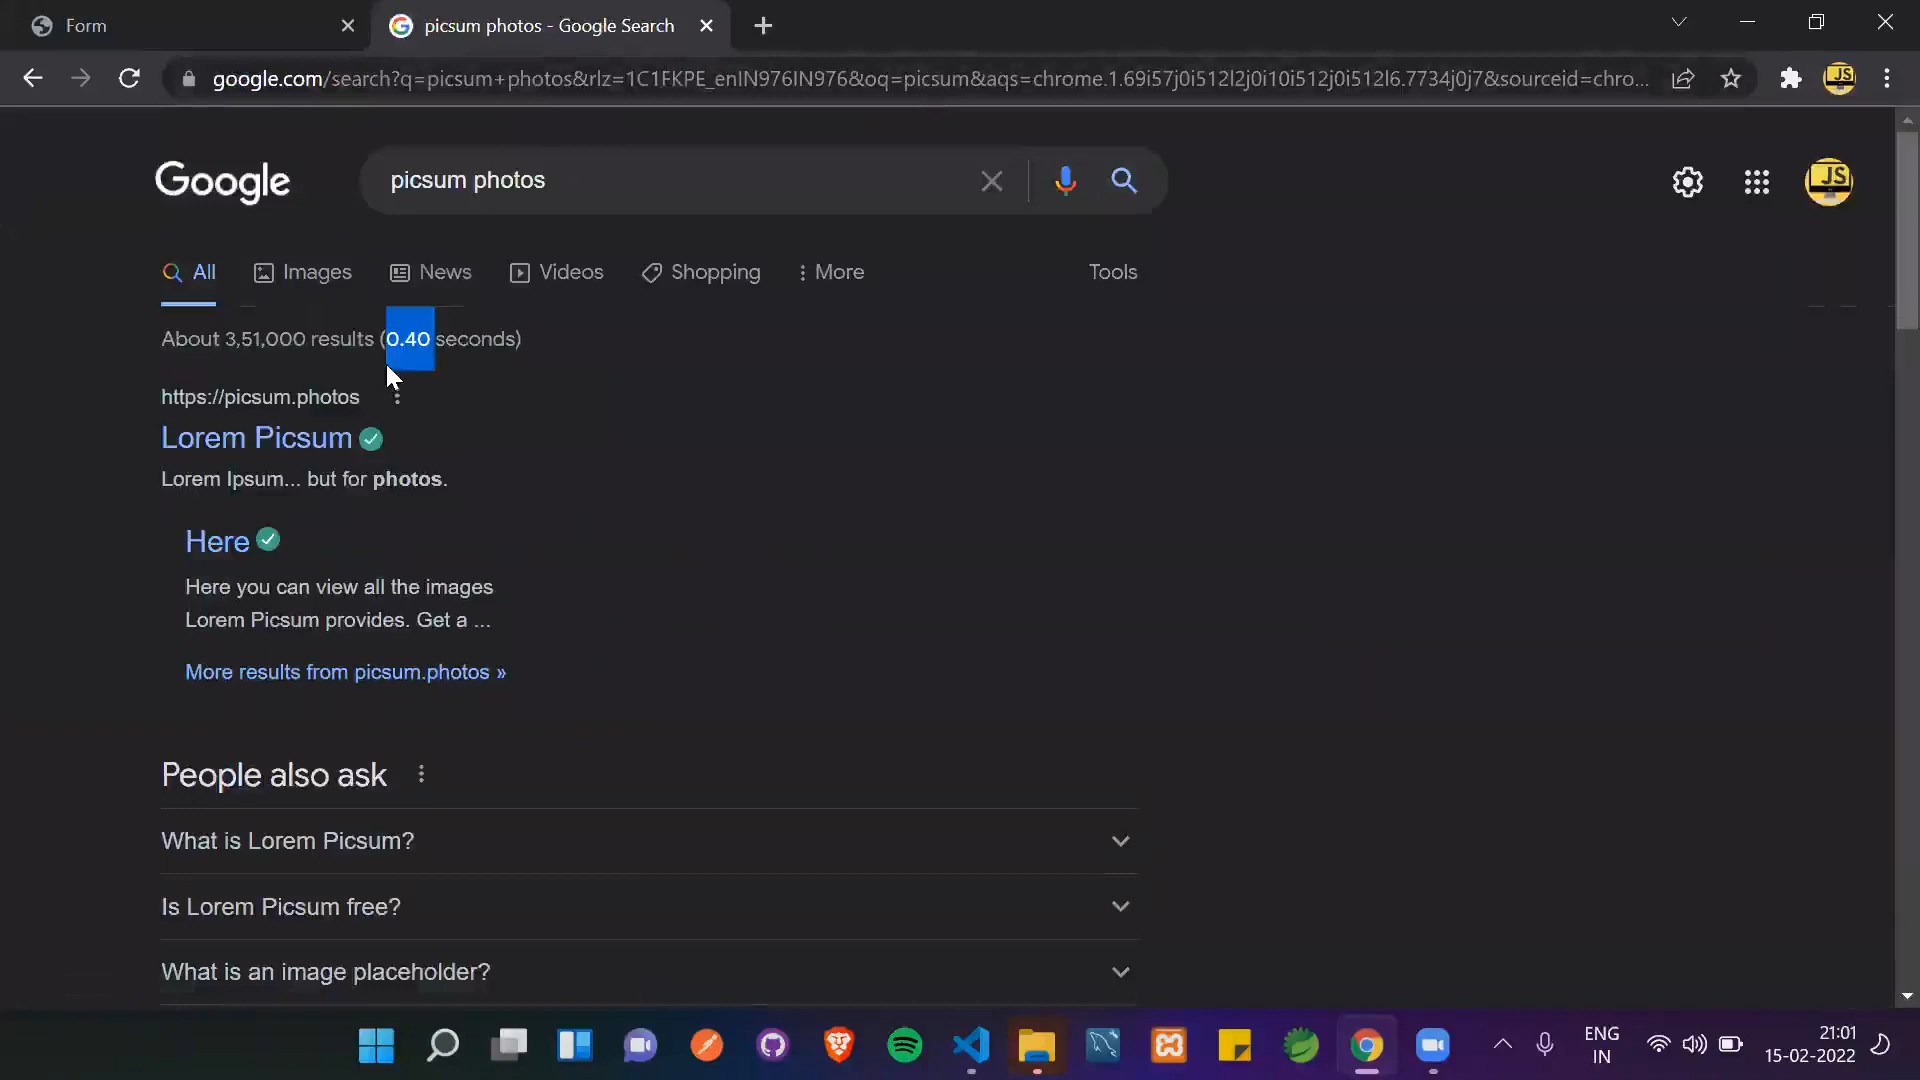 Form
picsum photos - Google Search
google.com/search?q=picsum+photos&rlz=1C1FKPE_enIN976IN976&oq=picsum&aqs=chrome.1.69i57j0i512l2j0i10i512j0i512l6.7734j0j7&sourceid=chro...
JS
Google
picsum photos
JS
All
Images
News
Videos
Shopping
More
Tools
About 3,51,000 results (0.40 seconds)
https://picsum.photos
Lorem Picsum
Lorem Ipsum... but for photos.
Here
Here you can view all the images
Lorem Picsum provides. Get a ...
More results from picsum.photos »
People also ask
What is Lorem Picsum?
Is Lorem Picsum free?
What is an image placeholder?
ENG
IN
21:01
15-02-2022